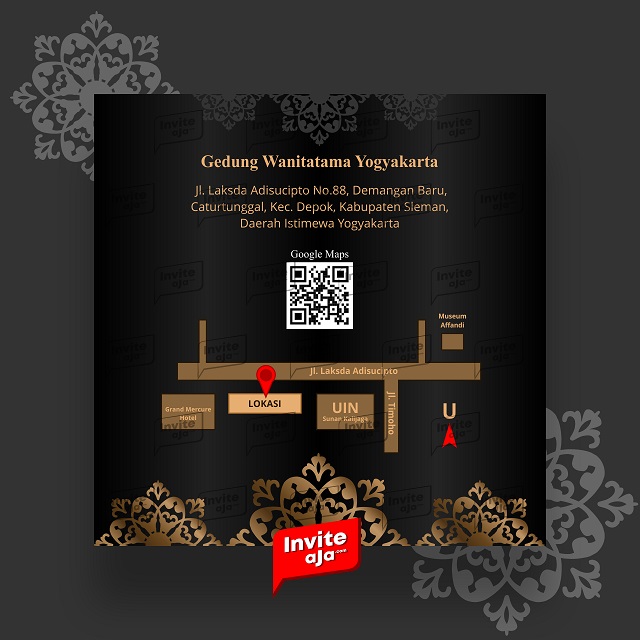 Gedung Wanitatama Yogyakarta
Jl. Laksda Adisucipto No.88, Demangan Baru,
Caturtunggal, Kec. Depok, Kabupaten Sleman,
Daerah Istimewa Yogyakarta
Google Maps
Museum
Affandi
Jl. Laksda Adisucipto
Grand Mercure
Hotel
LOKASI
UIN
Sunan Kalijaga
Jl. Timoho
U
Invite
aja.com